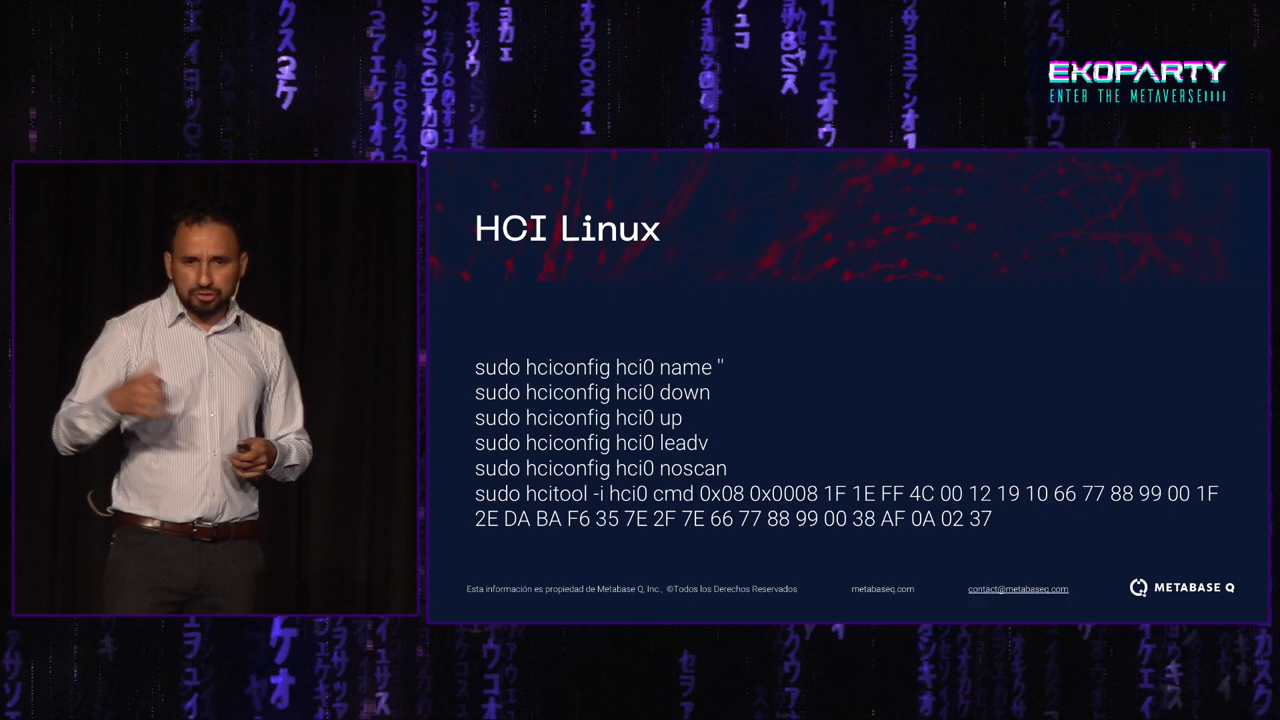 EKOPARTY
ENTER THE METAVERSE
HCI Linux
sudo hciconfig hci0 name ''
sudo hciconfig hci0 down
sudo hciconfig hci0 up
sudo hciconfig hci0 leadv
sudo hciconfig hci0 noscan
sudo hcitool -i hci0 cmd 0x08 0x0008 1F 1E FF 4C 00 12 19 10 66 77 88 99 00 1F
2E DA BA F6 35 7E 2F 7E 66 77 88 99 00 38 AF 0A 02 37
Esta información es propiedad de Metabase Q, Inc., ©Todos los Derechos Reservados
metabaseq.com
contact@metabaseq.com
METABASE Q